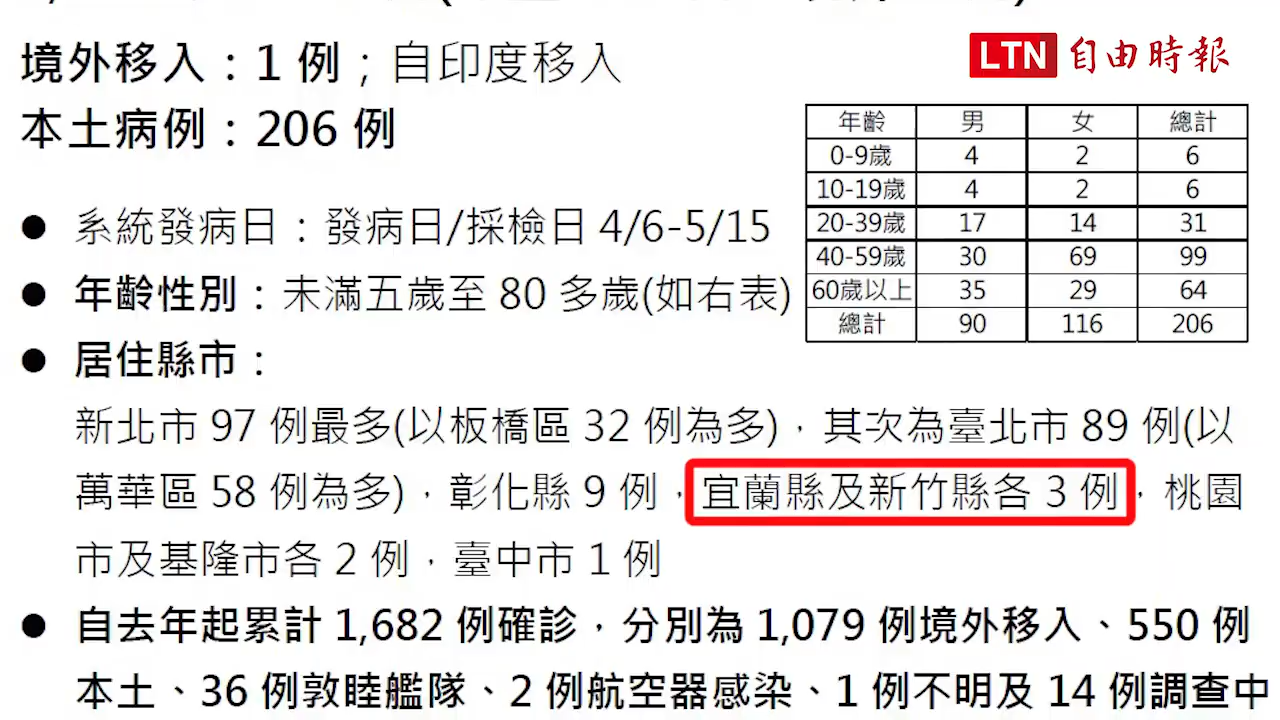 境外移入：1 例；自印度移入
LTN 自由時報
本土病例：206 例
年齡 男 女 總計
0-9歲 4 2 6
10-19歲 4 2 6
20-39歲 17 14 31
40-59歲 30 69 99
60歲以上 35 29 64
總計 90 116 206
● 系統發病日：發病日/採檢日 4/6-5/15
● 年齡性別：未滿五歲至 80 多歲(如右表)
● 居住縣市：
新北市 97 例最多(以板橋區 32 例為多)，其次為臺北市 89 例(以
萬華區 58 例為多)，彰化縣 9 例，宜蘭縣及新竹縣各 3 例，桃園
市及基隆市各 2 例，臺中市 1 例
● 自去年起累計 1,682 例確診，分別為 1,079 例境外移入、550 例
本土、36 例敦睦艦隊、2 例航空器感染、1 例不明及 14 例調查中